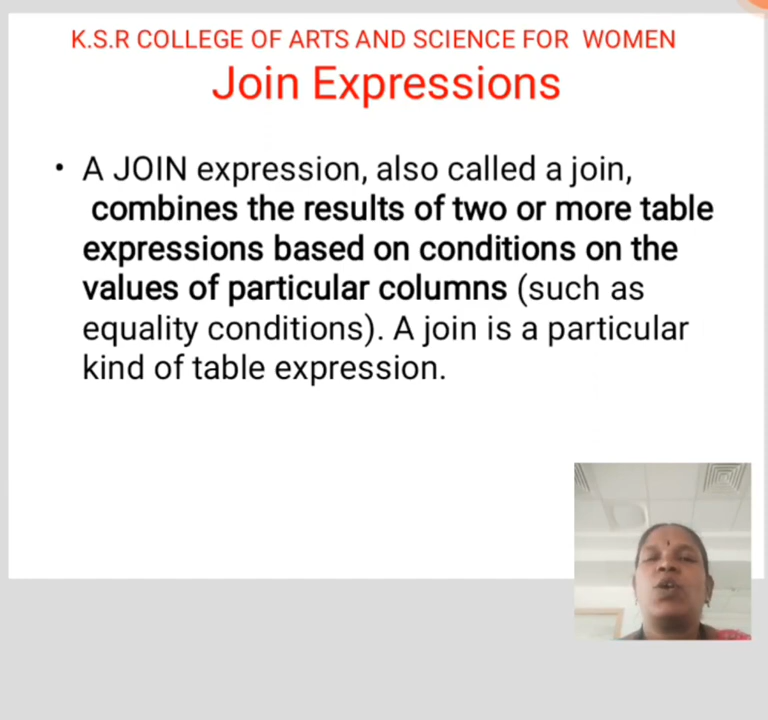 K.S.R COLLEGE OF ARTS AND SCIENCE FOR WOMEN
Join Expressions
• A JOIN expression, also called a join,
combines the results of two or more table
expressions based on conditions on the
values of particular columns (such as
equality conditions). A join is a particular
kind of table expression.